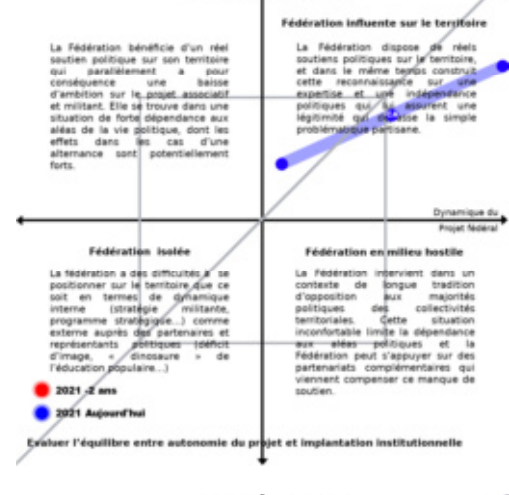 Fédération influente sur le territoire
La Fédération bénéficie d'un réel
soutien politique sur son territoire
qui parallèlement a pour
conséquence une baisse
d'ambition sur le projet associatif
et militant. Elle se trouve dans une
situation de forte dépendance aux
aléas de la vie politique, dont les
effets dans les cas d'une
alternance sont potentiellement
forts.
La Fédération dispose de réels
soutiens politiques sur le territoire,
et dans le même temps construit
cette reconnaissance sur une
expertise et une indépendance
politiques qui lui assurent une
légitimité qui dépasse la simple
problématique partisane.
Dynamique du
Projet fédéral
Fédération isolée
La fédération a des difficultés à se
positionner sur le territoire que ce
soit en termes de dynamique
interne (stratégie militante,
programme stratégique...) comme
externe auprès des partenaires et
représentants politiques (déficit
d'image, « dinosaure » de
l'éducation populaire...)
Fédération en milieu hostile
La Fédération intervient dans un
contexte de longue tradition
d'opposition aux majorités
politiques des collectivités
territoriales. Cette situation
inconfortable limite la dépendance
aux aléas politiques et la
Fédération peut s'appuyer sur des
partenariats complémentaires qui
viennent compenser ce manque de
soutien.
2021 -2 ans
2021 Aujourd'hui
Evaluer l'équilibre entre autonomie du projet et implantation institutionnelle